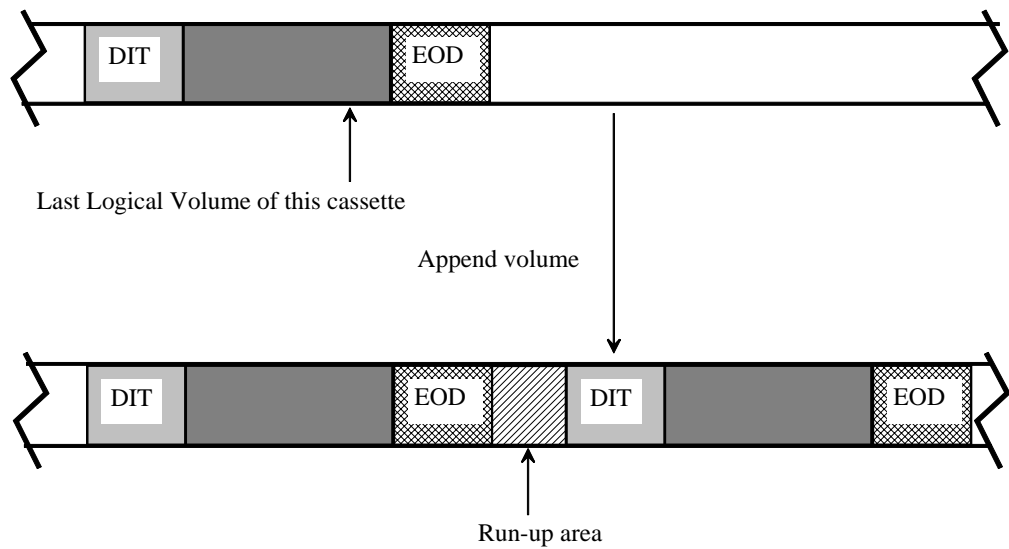 DIT
EOD
Last Logical Volume of this cassette
Append volume
DIT
EOD
DIT
EOD
Run-up area